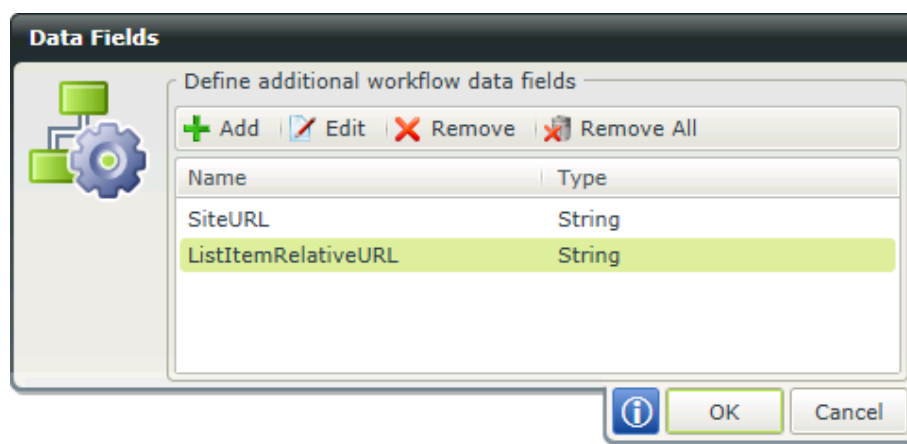 Data Fields
Define additional workflow data fields
Add Edit Remove Remove All
Name Type
SiteURL String
ListItemRelativeURL String
OK Cancel